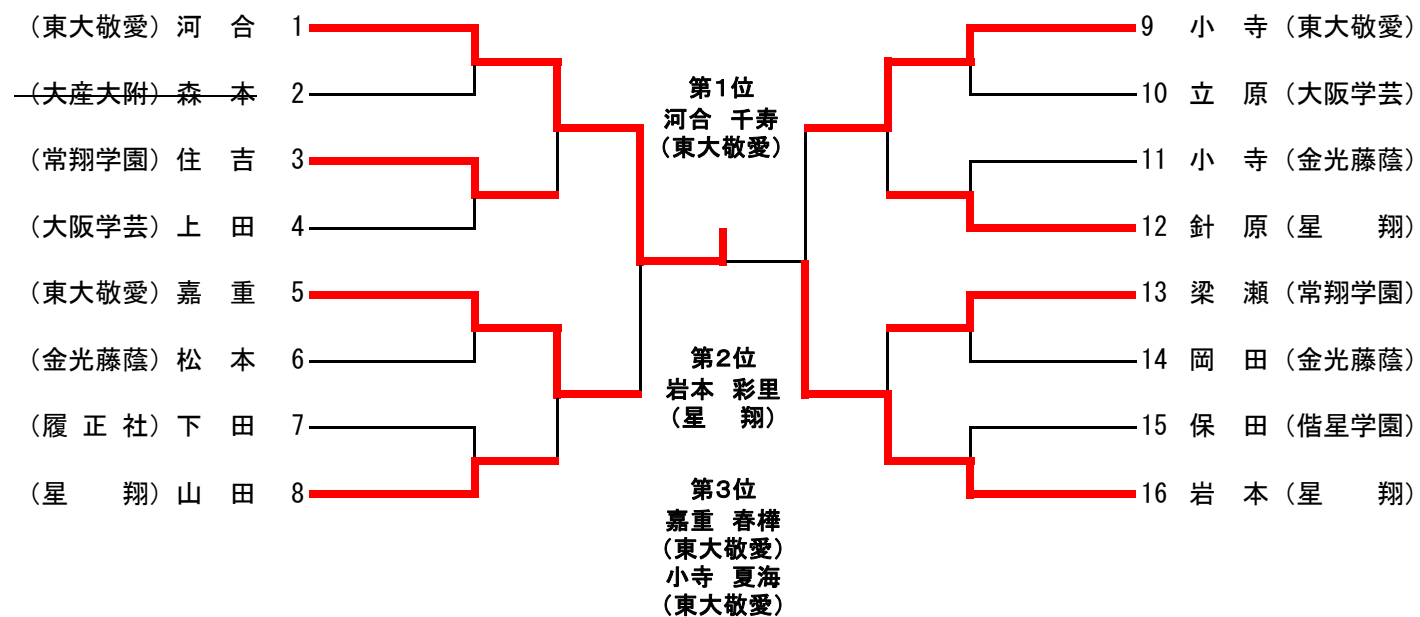 (東大敬愛) 河　合　1
(大産大附) 森　本　2
(常翔学園) 住　吉　3
(大阪学芸) 上　田　4
(東大敬愛) 嘉　重　5
(金光藤蔭) 松　本　6
(履 正 社) 下　田　7
(星　　翔) 山　田　8
第1位
河合 千寿
(東大敬愛)
第2位
岩本 彩里
(星　翔)
第3位
嘉重 春樺
(東大敬愛)
小寺 夏海
(東大敬愛)
9　小　寺 (東大敬愛)
10　立　原 (大阪学芸)
11　小　寺 (金光藤蔭)
12　針　原 (星　　翔)
13　梁　瀬 (常翔学園)
14　岡　田 (金光藤蔭)
15　保　田 (偕星学園)
16　岩　本 (星　　翔)